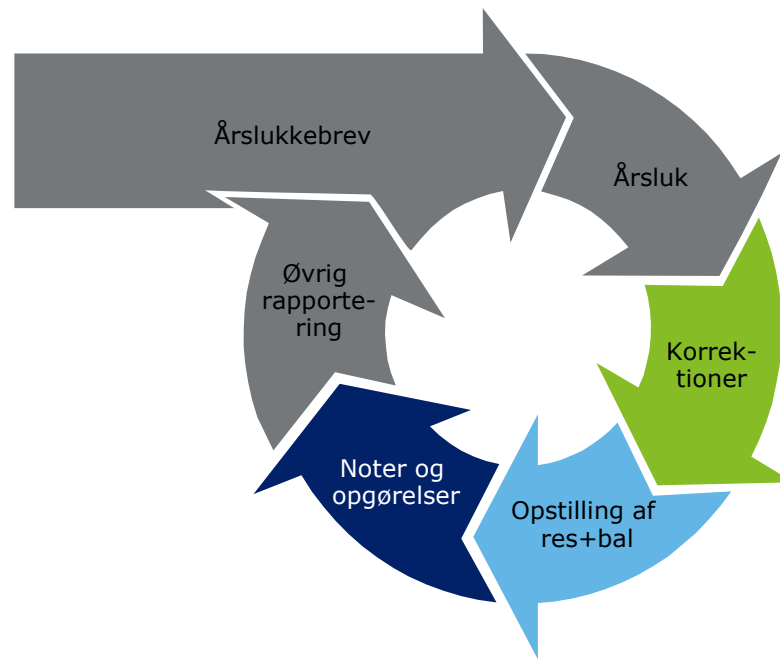 Årslukkebrev
Årsluk
Korrek-
tioner
Opstilling af
res+bal
Noter og
opgørelser
Øvrig
rapporte-
ring